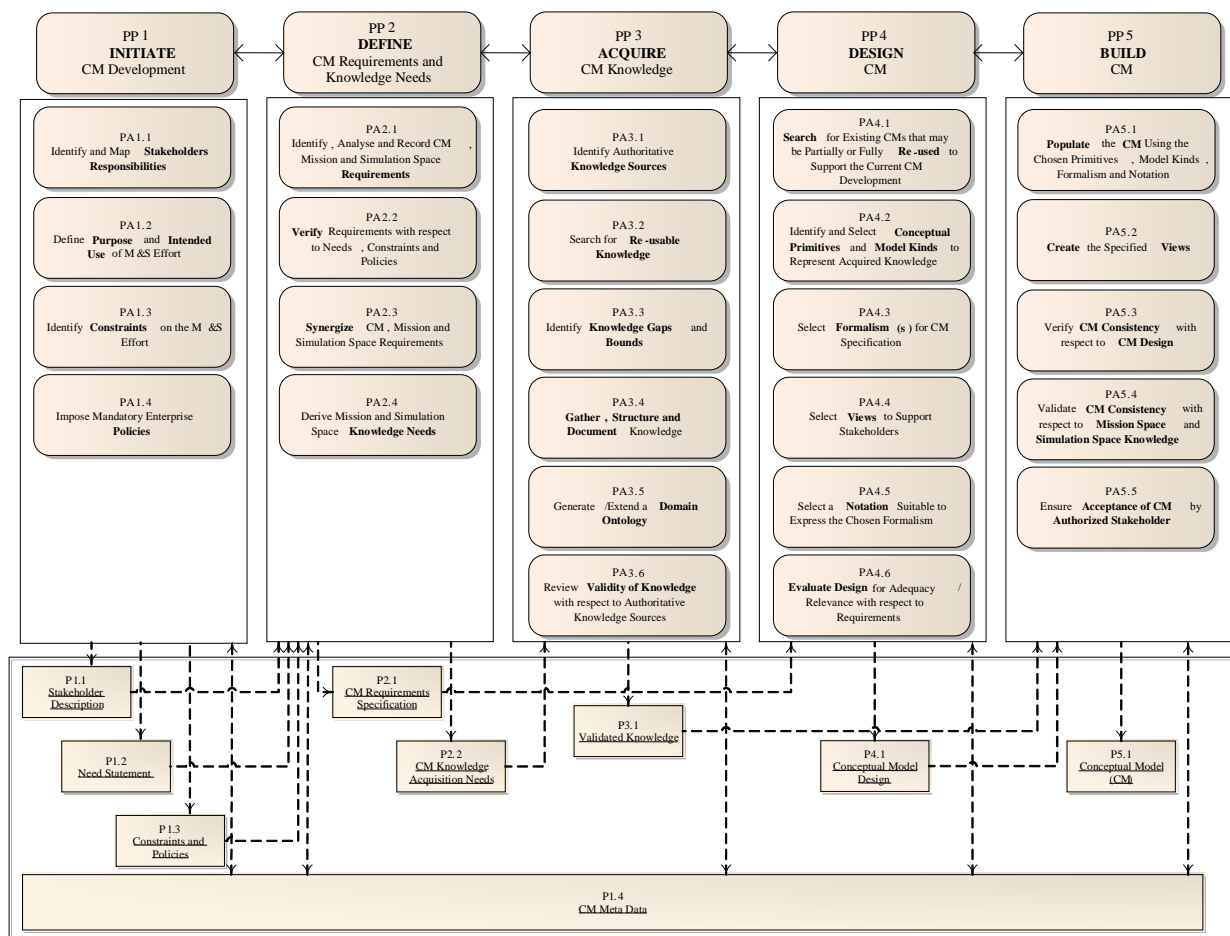 PP 1
INITIATE
CM Development
PP 2
DEFINE
CM Requirements and
Knowledge Needs
PP 3
ACQUIRE
CM Knowledge
PP 4
DESIGN
CM
PP 5
BUILD
CM
PA1.1
Identify and Map Stakeholders
Responsibilities
PA1.2
Define Purpose and Intended
Use of M &S Effort
PA1.3
Identify Constraints on the M &S
Effort
PA1.4
Impose Mandatory Enterprise
Policies
PA2.1
Identify , Analyse and Record CM ,
Mission and Simulation Space
Requirements
PA2.2
Verify Requirements with respect
to Needs , Constraints and
Policies
PA2.3
Synergize CM , Mission and
Simulation Space Requirements
PA2.4
Derive Mission and Simulation
Space Knowledge Needs
PA3.1
Identify Authoritative
Knowledge Sources
PA3.2
Search for Re -usable
Knowledge
PA3.3
Identify Knowledge Gaps and
Bounds
PA3.4
Gather , Structure and
Document Knowledge
PA3.5
Generate /Extend a Domain
Ontology
PA3.6
Review Validity of Knowledge
with respect to Authoritative
Knowledge Sources
PA4.1
Search for Existing CMs that may
be Partially or Fully Re -used to
Support the Current CM
Development
PA4.2
Identify and Select Conceptual
Primitives and Model Kinds to
Represent Acquired Knowledge
PA4.3
Select Formalism (s ) for CM
Specification
PA4.4
Select Views to Support
Stakeholders
PA4.5
Select a Notation Suitable to
Express the Chosen Formalism
PA4.6
Evaluate Design for Adequacy /
Relevance with respect to
Requirements
PA5.1
Populate the CM Using the
Chosen Primitives , Model Kinds ,
Formalism and Notation
PA5.2
Create the Specified Views
PA5.3
Verify CM Consistency with
respect to CM Design
PA5.4
Validate CM Consistency with
respect to Mission Space and
Simulation Space Knowledge
PA5.5
Ensure Acceptance of CM by
Authorized Stakeholder
P1.1
Stakeholder
Description
P1.2
Need Statement
P1.3
Constraints and
Policies
P2.1
CM Requirements
Specification
P2.2
CM Knowledge
Acquisition Needs
P3.1
Validated Knowledge
P4.1
Conceptual Model
Design
P5.1
Conceptual Model
(CM)
P1.4
CM Meta Data